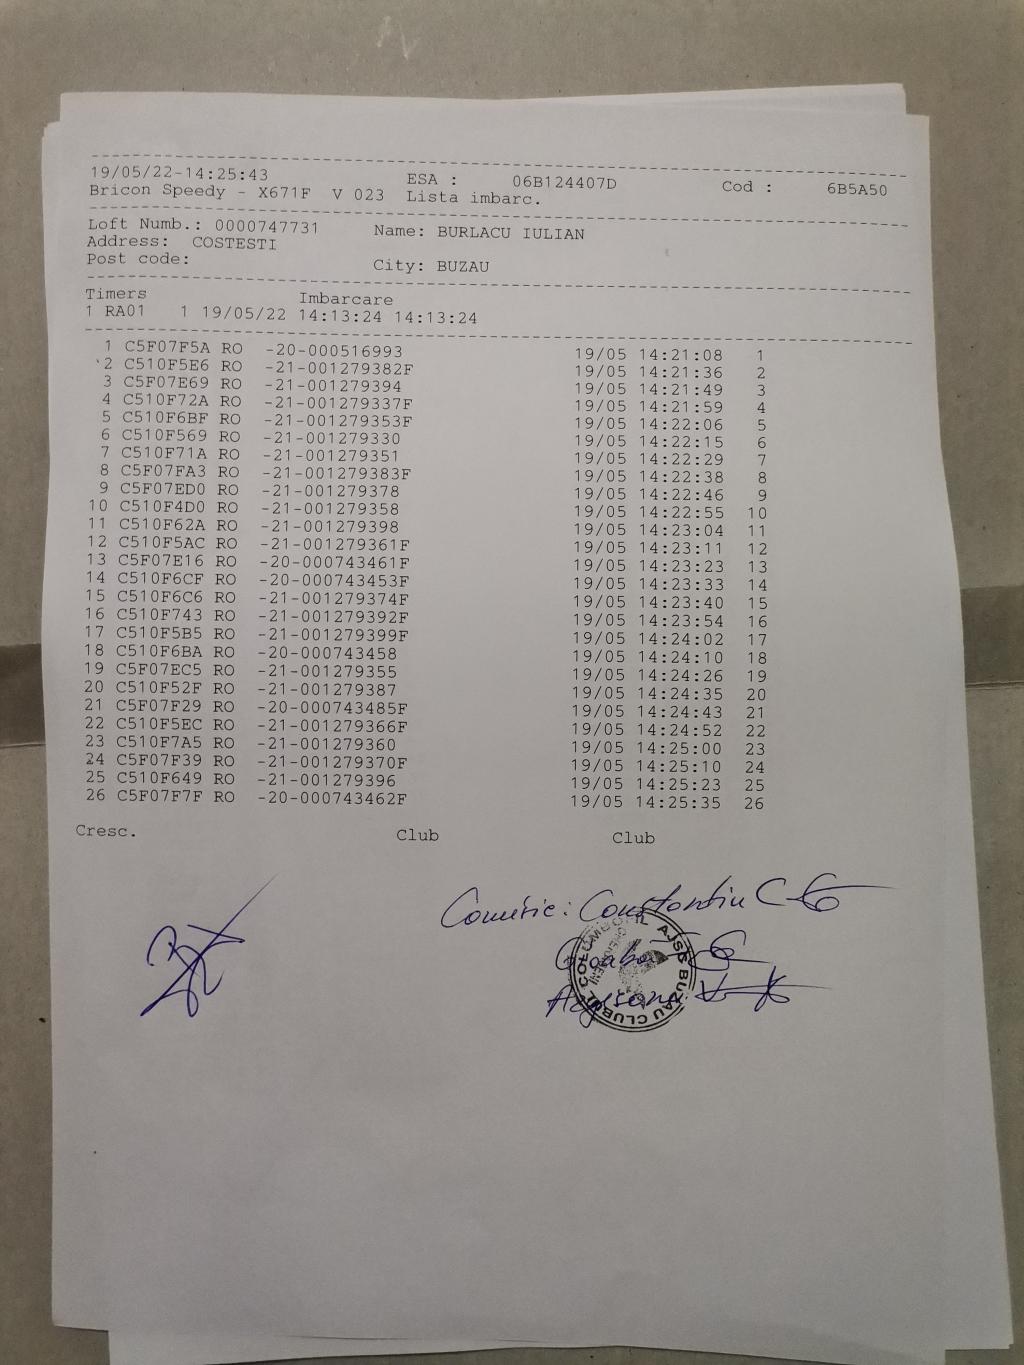 19/05/22-14:25:43 ESA : 06B124407D Cod : 6B5A50
Bricon Speedy - X671F V 023 Lista imbarc.
Loft Numb.: 0000747731 Name: BURLACU IULIAN
Address: COSTESTI
Post code: City: BUZAU
Timers Imbarcare
1 RA01 1 19/05/22 14:13:24 14:13:24
1 C5F07F5A RO -20-000516993 19/05 14:21:08 1
2 C510F5E6 RO -21-001279382F 19/05 14:21:36 2
3 C5F07E69 RO -21-001279394 19/05 14:21:49 3
4 C510F72A RO -21-001279337F 19/05 14:21:59 4
5 C510F6BF RO -21-001279353F 19/05 14:22:06 5
6 C510F569 RO -21-001279330 19/05 14:22:15 6
7 C510F71A RO -21-001279351 19/05 14:22:29 7
8 C5F07FA3 RO -21-001279383F 19/05 14:22:38 8
9 C5F07ED0 RO -21-001279378 19/05 14:22:46 9
10 C510F4D0 RO -21-001279358 19/05 14:22:55 10
11 C510F62A RO -21-001279398 19/05 14:23:04 11
12 C510F5AC RO -21-001279361F 19/05 14:23:11 12
13 C5F07E16 RO -20-000743461F 19/05 14:23:23 13
14 C510F6CF RO -20-000743453F 19/05 14:23:33 14
15 C510F6C6 RO -21-001279374F 19/05 14:23:40 15
16 C510F743 RO -21-001279392F 19/05 14:23:54 16
17 C510F5B5 RO -21-001279399F 19/05 14:24:02 17
18 C510F6BA RO -20-000743458 19/05 14:24:10 18
19 C5F07EC5 RO -21-001279355 19/05 14:24:26 19
20 C510F52F RO -21-001279387 19/05 14:24:35 20
21 C5F07F29 RO -20-000743485F 19/05 14:24:43 21
22 C510F5EC RO -21-001279366F 19/05 14:24:52 22
23 C510F7A5 RO -21-001279360 19/05 14:25:00 23
24 C5F07F39 RO -21-001279370F 19/05 14:25:10 24
25 C510F649 RO -21-001279396 19/05 14:25:23 25
26 C5F07F7F RO -20-000743462F 19/05 14:25:35 26
Cresc. Club Club
Constantin C
CLUBUL COLUMBOFIL AJSS BUZAU